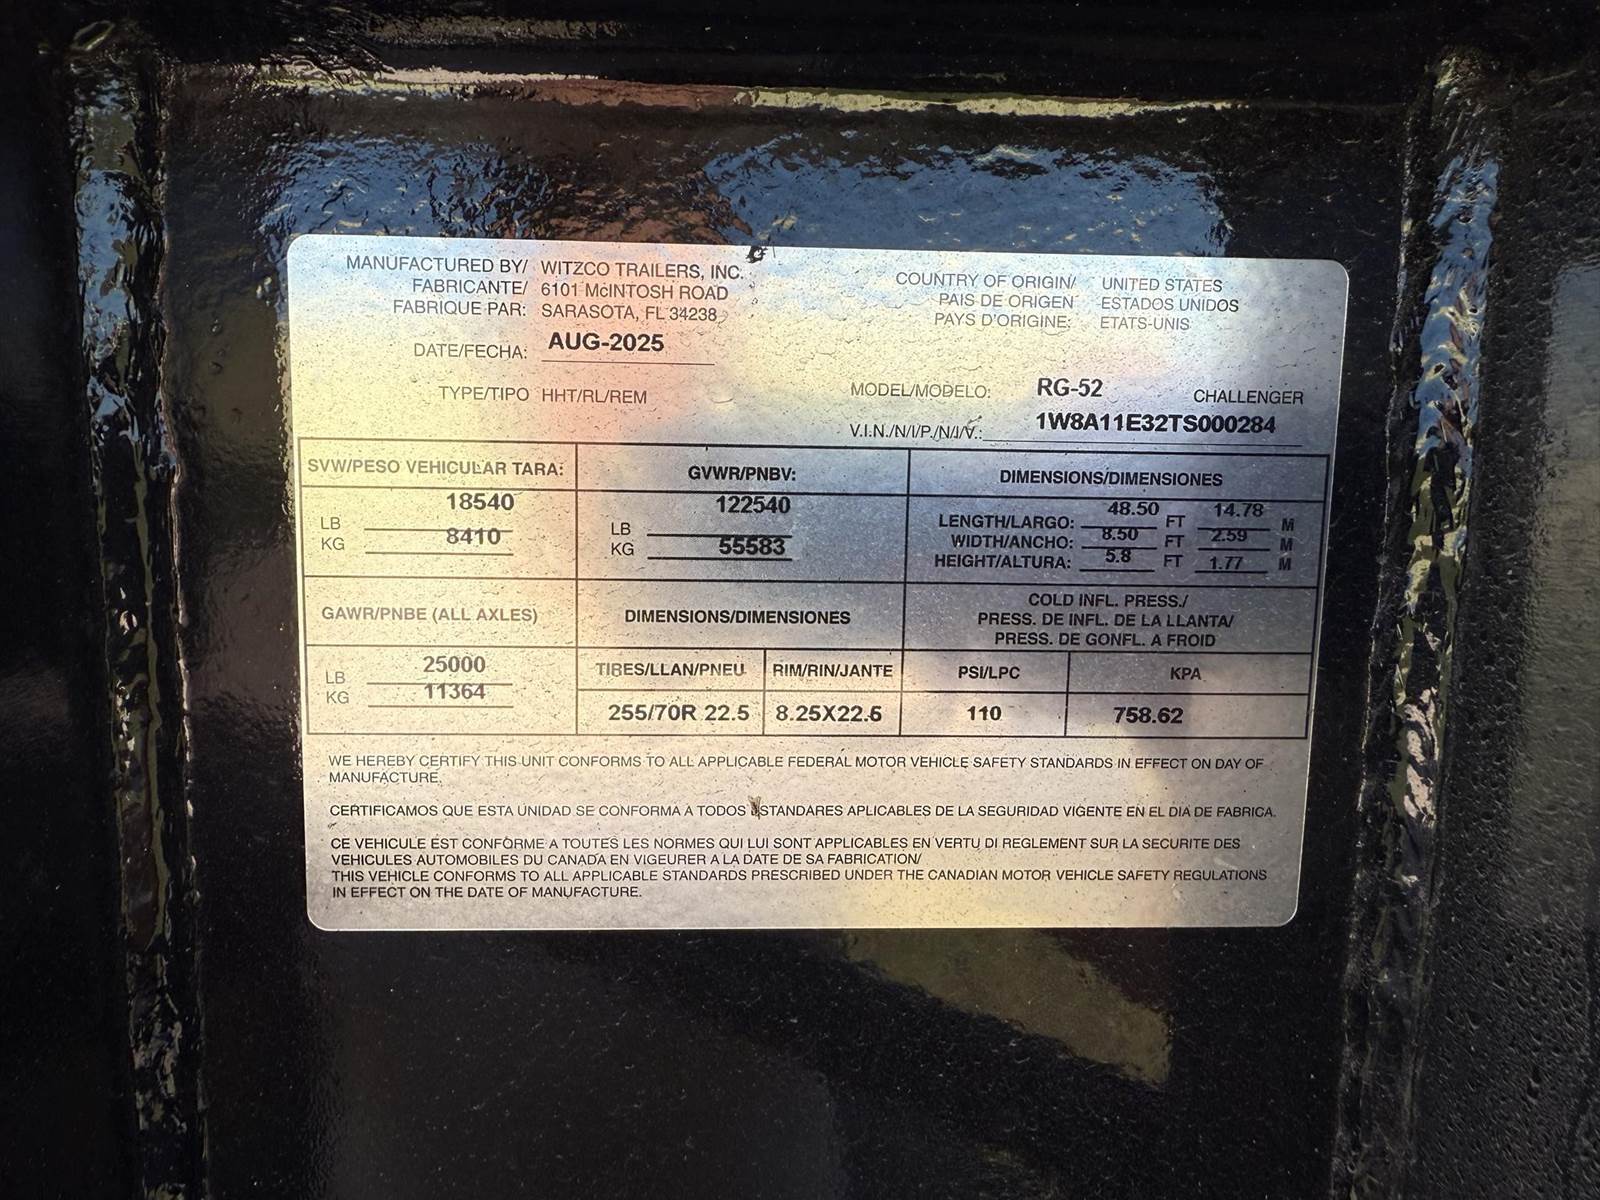 MANUFACTURED BY/ WITZCO TRAILERS, INC.
FABRICANTE/ 6101 McINTOSH ROAD
FABRIQUE PAR: SARASOTA, FL 34238
COUNTRY OF ORIGIN/ UNITED STATES
PAIS DE ORIGEN ESTADOS UNIDOS
PAYS D'ORIGINE: ETATS-UNIS
DATE/FECHA: AUG-2025
TYPE/TIPO HHT/RL/REM
MODEL/MODELO: RG-52 CHALLENGER
V.I.N./N/I/P./N/I/V.: 1W8A11E32TS000284
SVW/PESO VEHICULAR TARA:
LB 18540
KG 8410
GVWR/PNBV:
LB 122540
KG 55583
DIMENSIONS/DIMENSIONES
LENGTH/LARGO: 48.50 FT 14.78 M
WIDTH/ANCHO: 8.50 FT 2.59 M
HEIGHT/ALTURA: 5.8 FT 1.77 M
GAWR/PNBE (ALL AXLES)
LB 25000
KG 11364
DIMENSIONS/DIMENSIONES
TIRES/LLAN/PNEU RIM/RIN/JANTE
255/70R 22.5 8.25X22.5
COLD INFL. PRESS./
PRESS. DE INFL. DE LA LLANTA/
PRESS. DE GONFL. A FROID
PSI/LPC KPA
110 758.62
WE HEREBY CERTIFY THIS UNIT CONFORMS TO ALL APPLICABLE FEDERAL MOTOR VEHICLE SAFETY STANDARDS IN EFFECT ON DAY OF
MANUFACTURE.
CERTIFICAMOS QUE ESTA UNIDAD SE CONFORMA A TODOS ESTANDARES APLICABLES DE LA SEGURIDAD VIGENTE EN EL DIA DE FABRICA.
CE VEHICULE EST CONFORME A TOUTES LES NORMES QUI LUI SONT APPLICABLES EN VERTU DI REGLEMENT SUR LA SECURITE DES
VEHICULES AUTOMOBILES DU CANADA EN VIGEURER A LA DATE DE SA FABRICATION/
THIS VEHICLE CONFORMS TO ALL APPLICABLE STANDARDS PRESCRIBED UNDER THE CANADIAN MOTOR VEHICLE SAFETY REGULATIONS
IN EFFECT ON THE DATE OF MANUFACTURE.